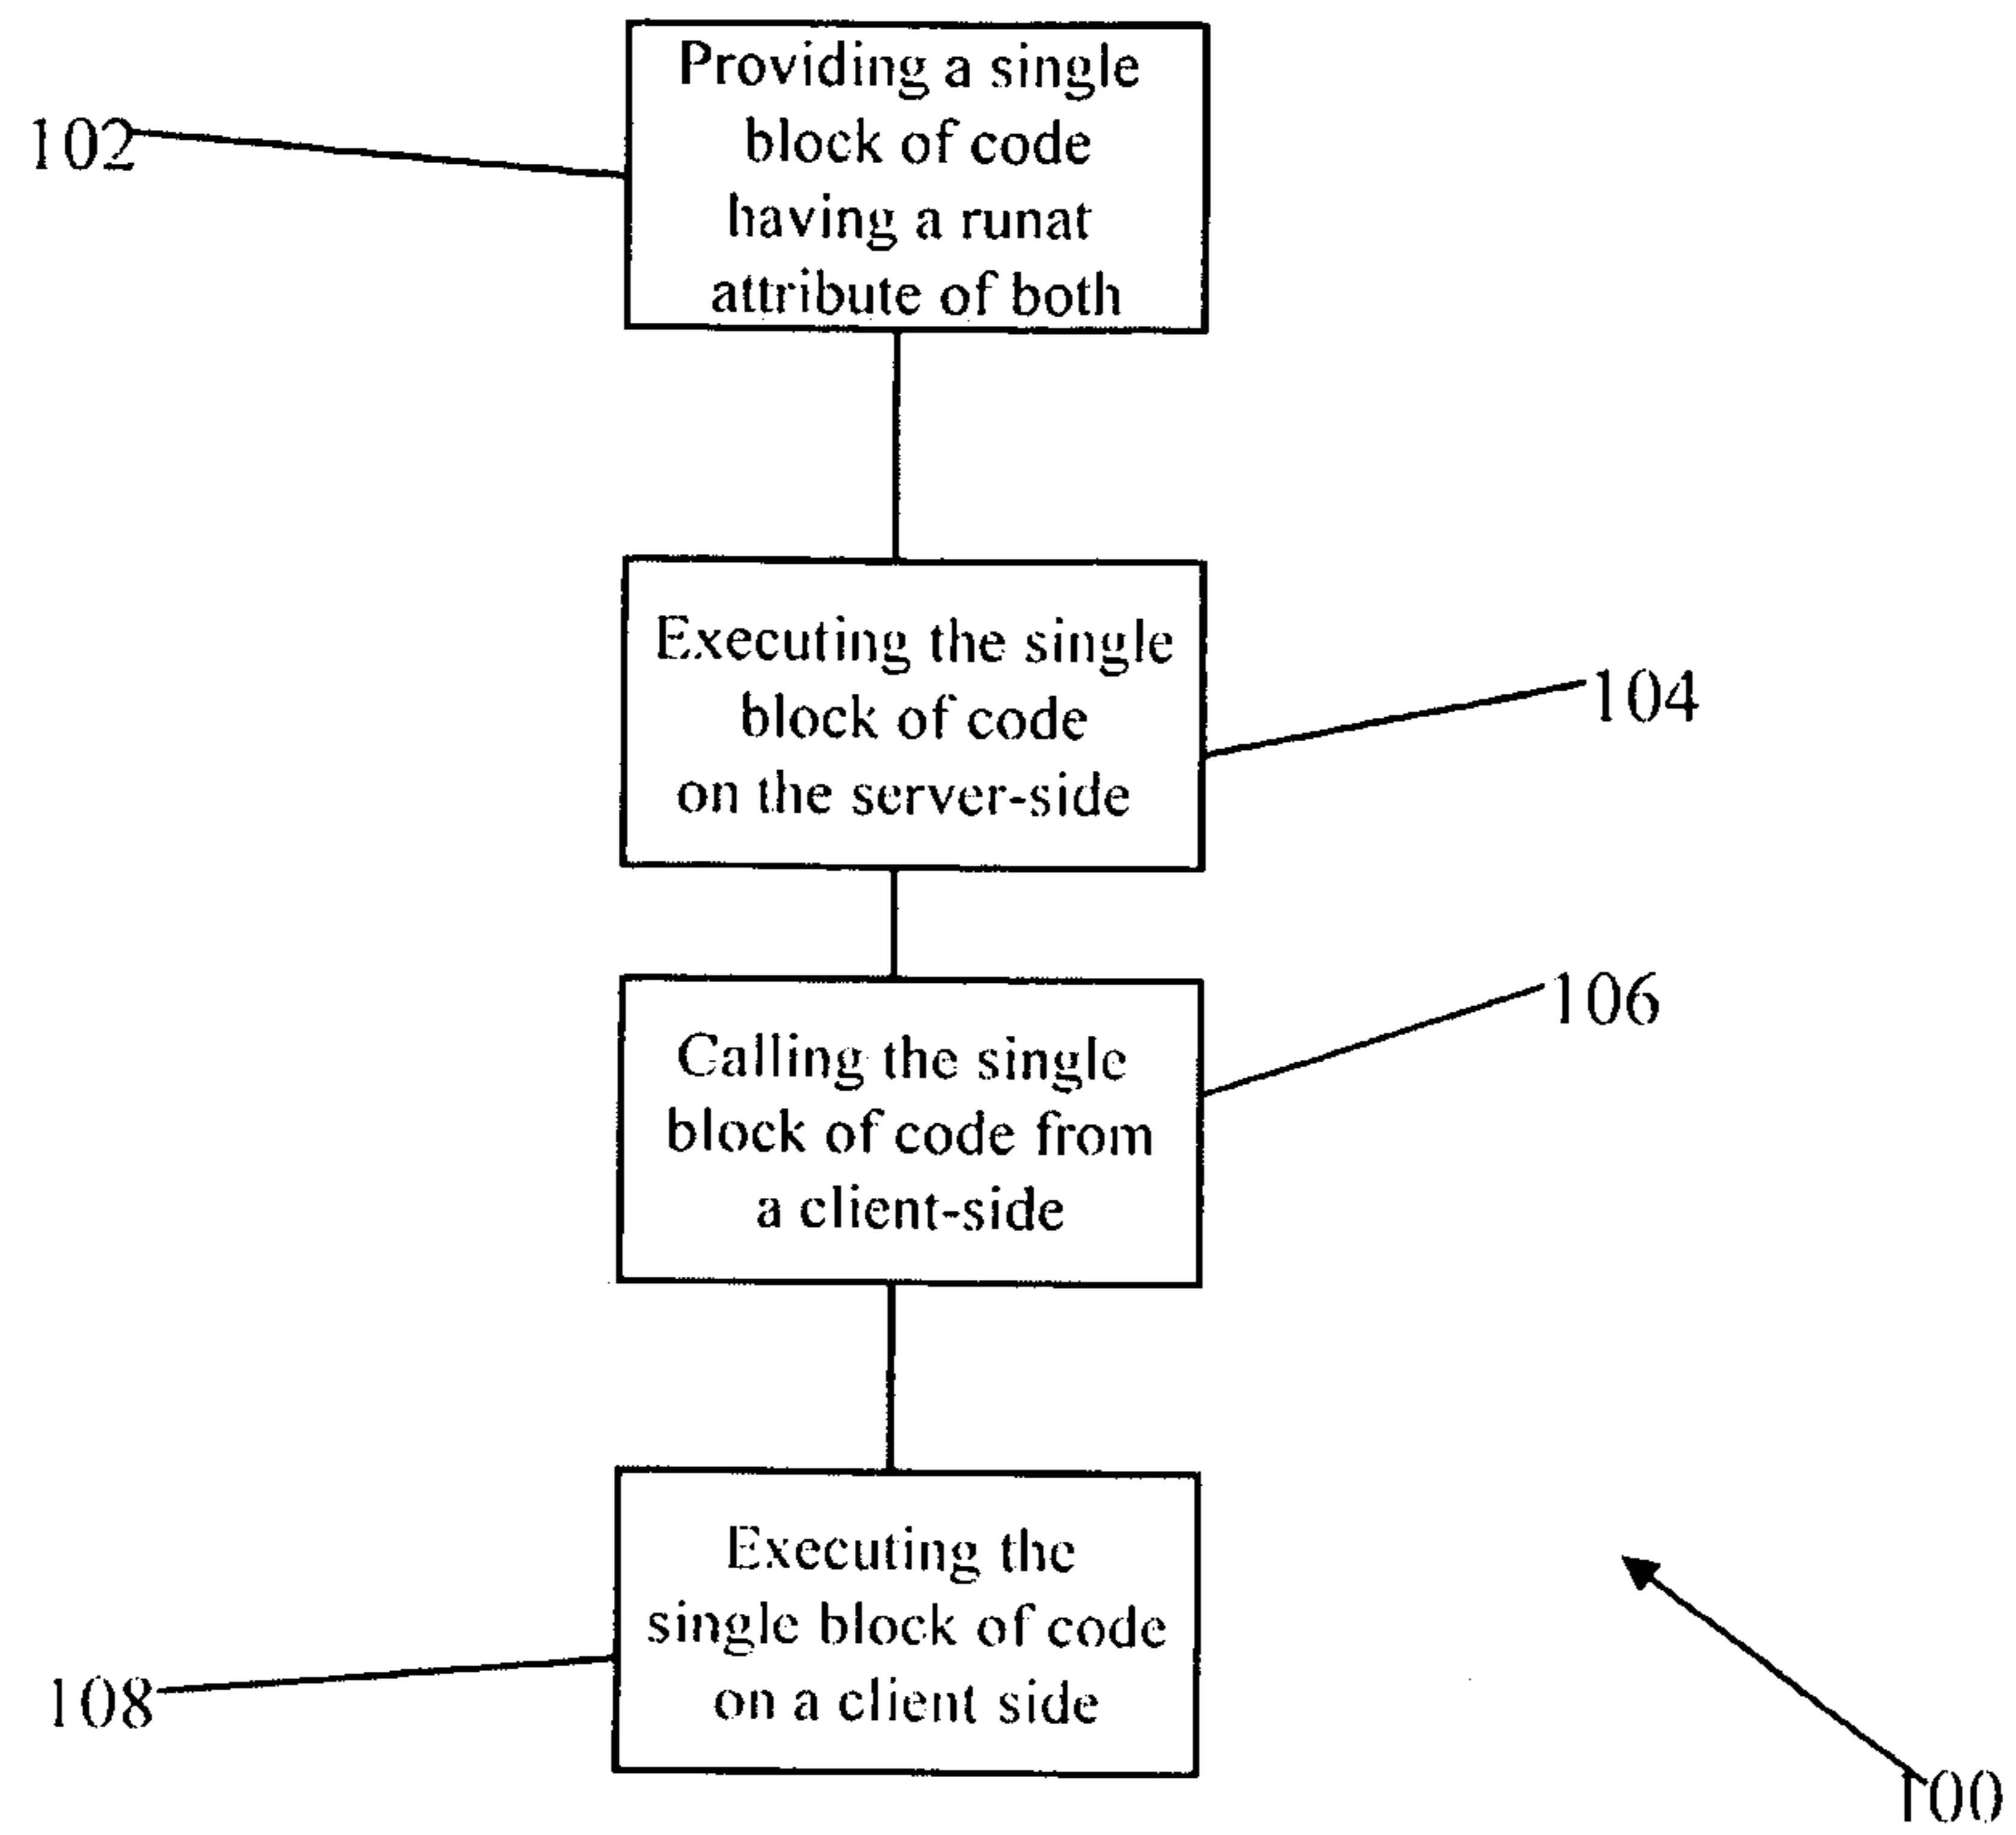 Providing a single
block of code
having a runat
attribute of both
102
Executing the single
block of code
on the server-side
104
Calling the single
block of code from
a client-side
106
Executing the
single block of code
on a client side
108
100